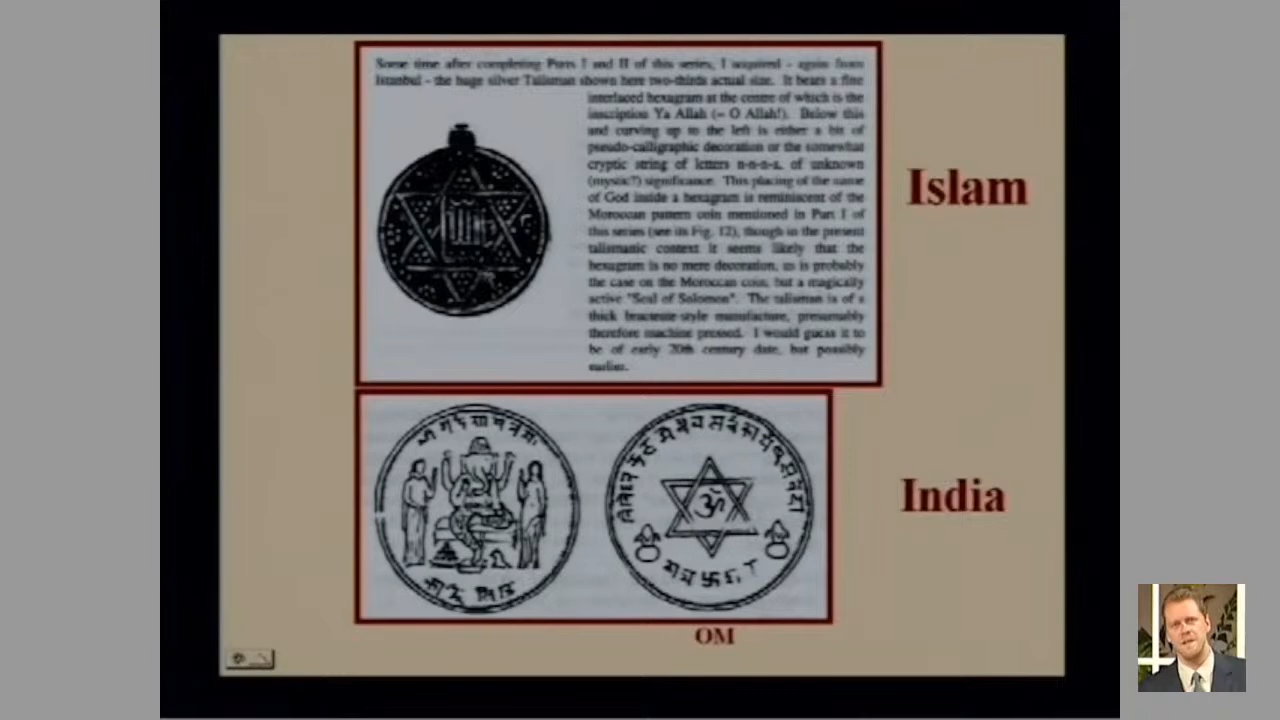 Some time after completing Parts I and II of this series, I acquired - again from
Istanbul - the huge silver Talisman shown here two-thirds actual size. It bears a fine
interlaced hexagram at the centre of which is the
inscription Ya Allah (= O Allah!). Below this
and curving up to the left is either a bit of
pseudo-calligraphic decoration or the somewhat
cryptic string of letters of unknown
(mystic?) significance. This placing of the name
of God inside a hexagram is reminiscent of the
Moroccan pattern coin mentioned in Part I of
this series (see its Fig. 12), though in the present
talismanic context it seems likely that the
hexagram is no mere decoration, as is probably
the case on the Moroccan coin, but a magically
active "Seal of Solomon". The talisman is of a
thick bracteate-style manufacture, presumably
therefore machine pressed. I would guess it to
be of early 20th century date, but possibly
earlier.
Islam
ॐ
India
OM